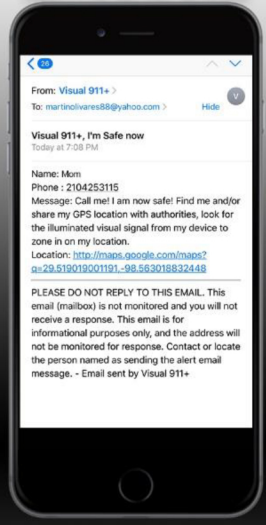 26
From: Visual 911+ >
V
To: martinolivares88@yahoo.com >
Hide
Visual 911+, I'm Safe now
Today at 7:08 PM
Name: Mom
Phone : 2104253115
Message: Call me! I am now safe! Find me and/or
share my GPS location with authorities, look for
the illuminated visual signal from my device to
zone in on my location.
Location: http://maps.google.com/maps?
q=29.519019001191,-98.563018832448
PLEASE DO NOT REPLY TO THIS EMAIL. This
email (mailbox) is not monitored and you will not
receive a response. This email is for
informational purposes only, and the address will
not be monitored for response. Contact or locate
the person named as sending the alert email
message. - Email sent by Visual 911+